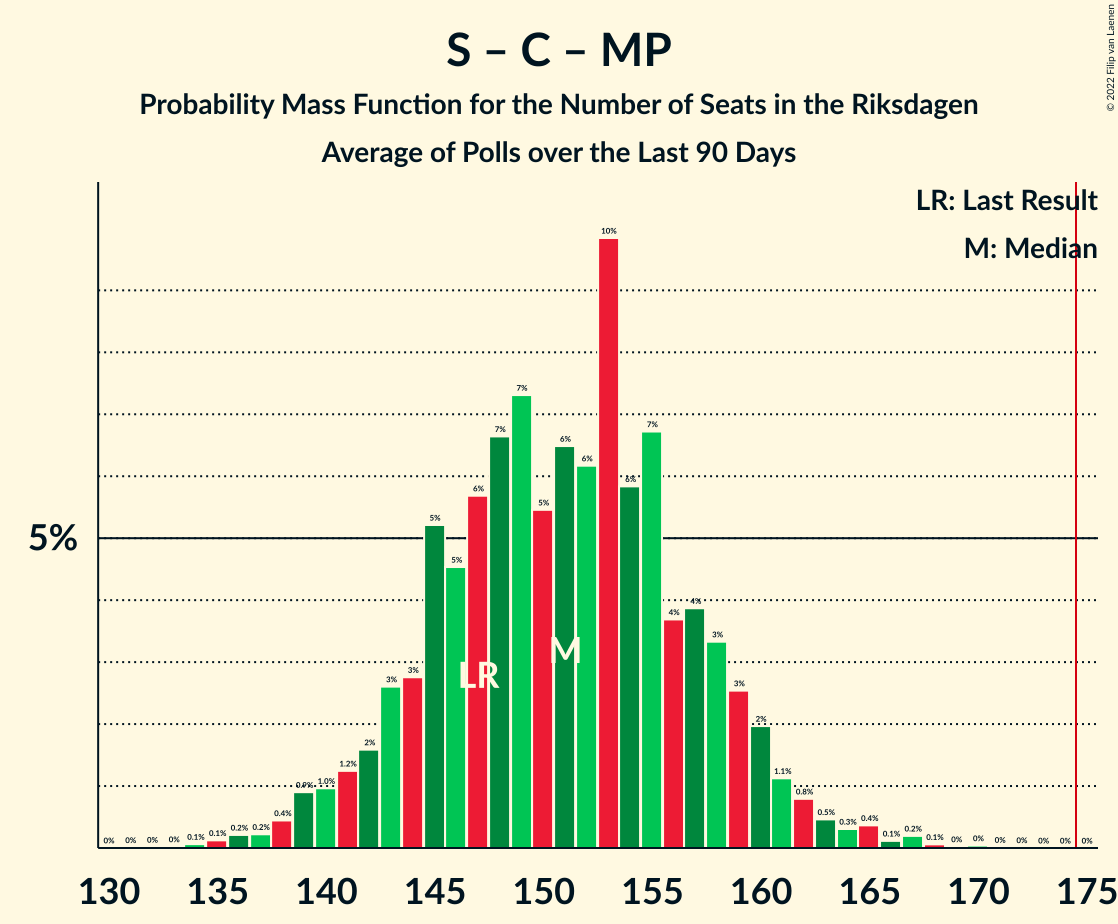 S – C – MP
Probability Mass Function for the Number of Seats in the Riksdagen
Average of Polls over the Last 90 Days
© 2022 Filip van Laenen
LR: Last Result
M: Median
5%
0% 0% 0% 0% 0.1% 0.1% 0.2% 0.2% 0.4% 0.9% 1.0% 1.2% 2% 3% 3% 5% 5% 6% 7% 7% 5% 6% 6% 10% 6% 7% 4% 4% 3% 3% 2% 1.1% 0.8% 0.5% 0.3% 0.4% 0.1% 0.2% 0.1% 0% 0% 0% 0% 0% 0% 0%
LR
M
130 135 140 145 150 155 160 165 170 175